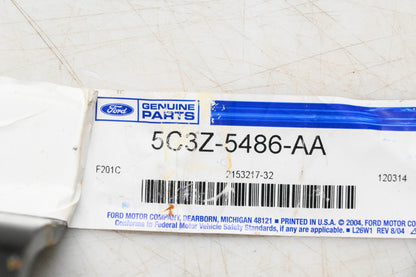 Ford
GENUINE
PARTS
5C3Z-5486-AA
F201C
2153217-32
120314
FORD MOTOR COMPANY, DEARBORN, MICHIGAN 48121 ■ PRINTED IN U.S.A. © 2004, FORD MOTOR
Conforms to Federal Motor Vehicle Safety Standards, if any are applicable. ■ L26W1 REV 8/04